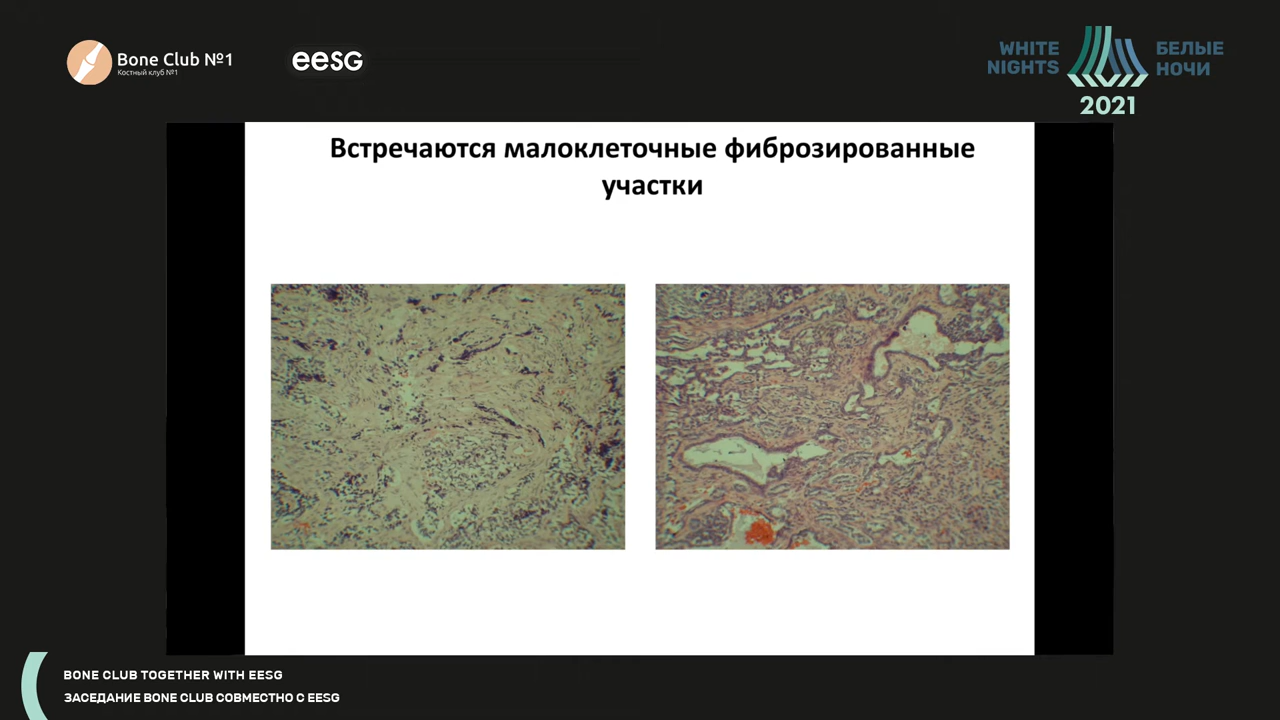 Bone Club №1
Костный клуб №1
eesg
WHITE
NIGHTS
БЕЛЫЕ
НОЧИ
2021
Встречаются малоклеточные фиброзированные
участки
BONE CLUB TOGETHER WITH EESG
ЗАСЕДАНИЕ BONE CLUB СОВМЕСТНО С EESG